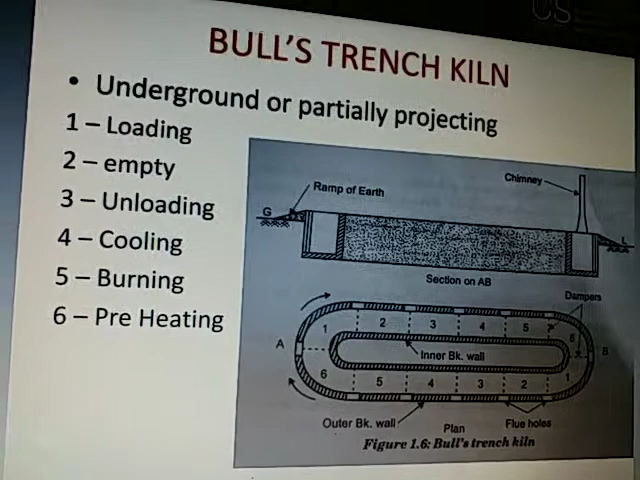 CS
BULL'S TRENCH KILN
• Underground or partially projecting
1 – Loading
2 – empty
3 – Unloading
4 – Cooling
5 – Burning
6 – Pre Heating
Chimney
Ramp of Earth
G
L
Section on AB
Dampers
1 2 3 4 5
6
A B
Inner Bk. wall
6 5 4 3 2 1
Outer Bk. wall
Plan
Flue holes
Figure 1.6: Bull's trench kiln